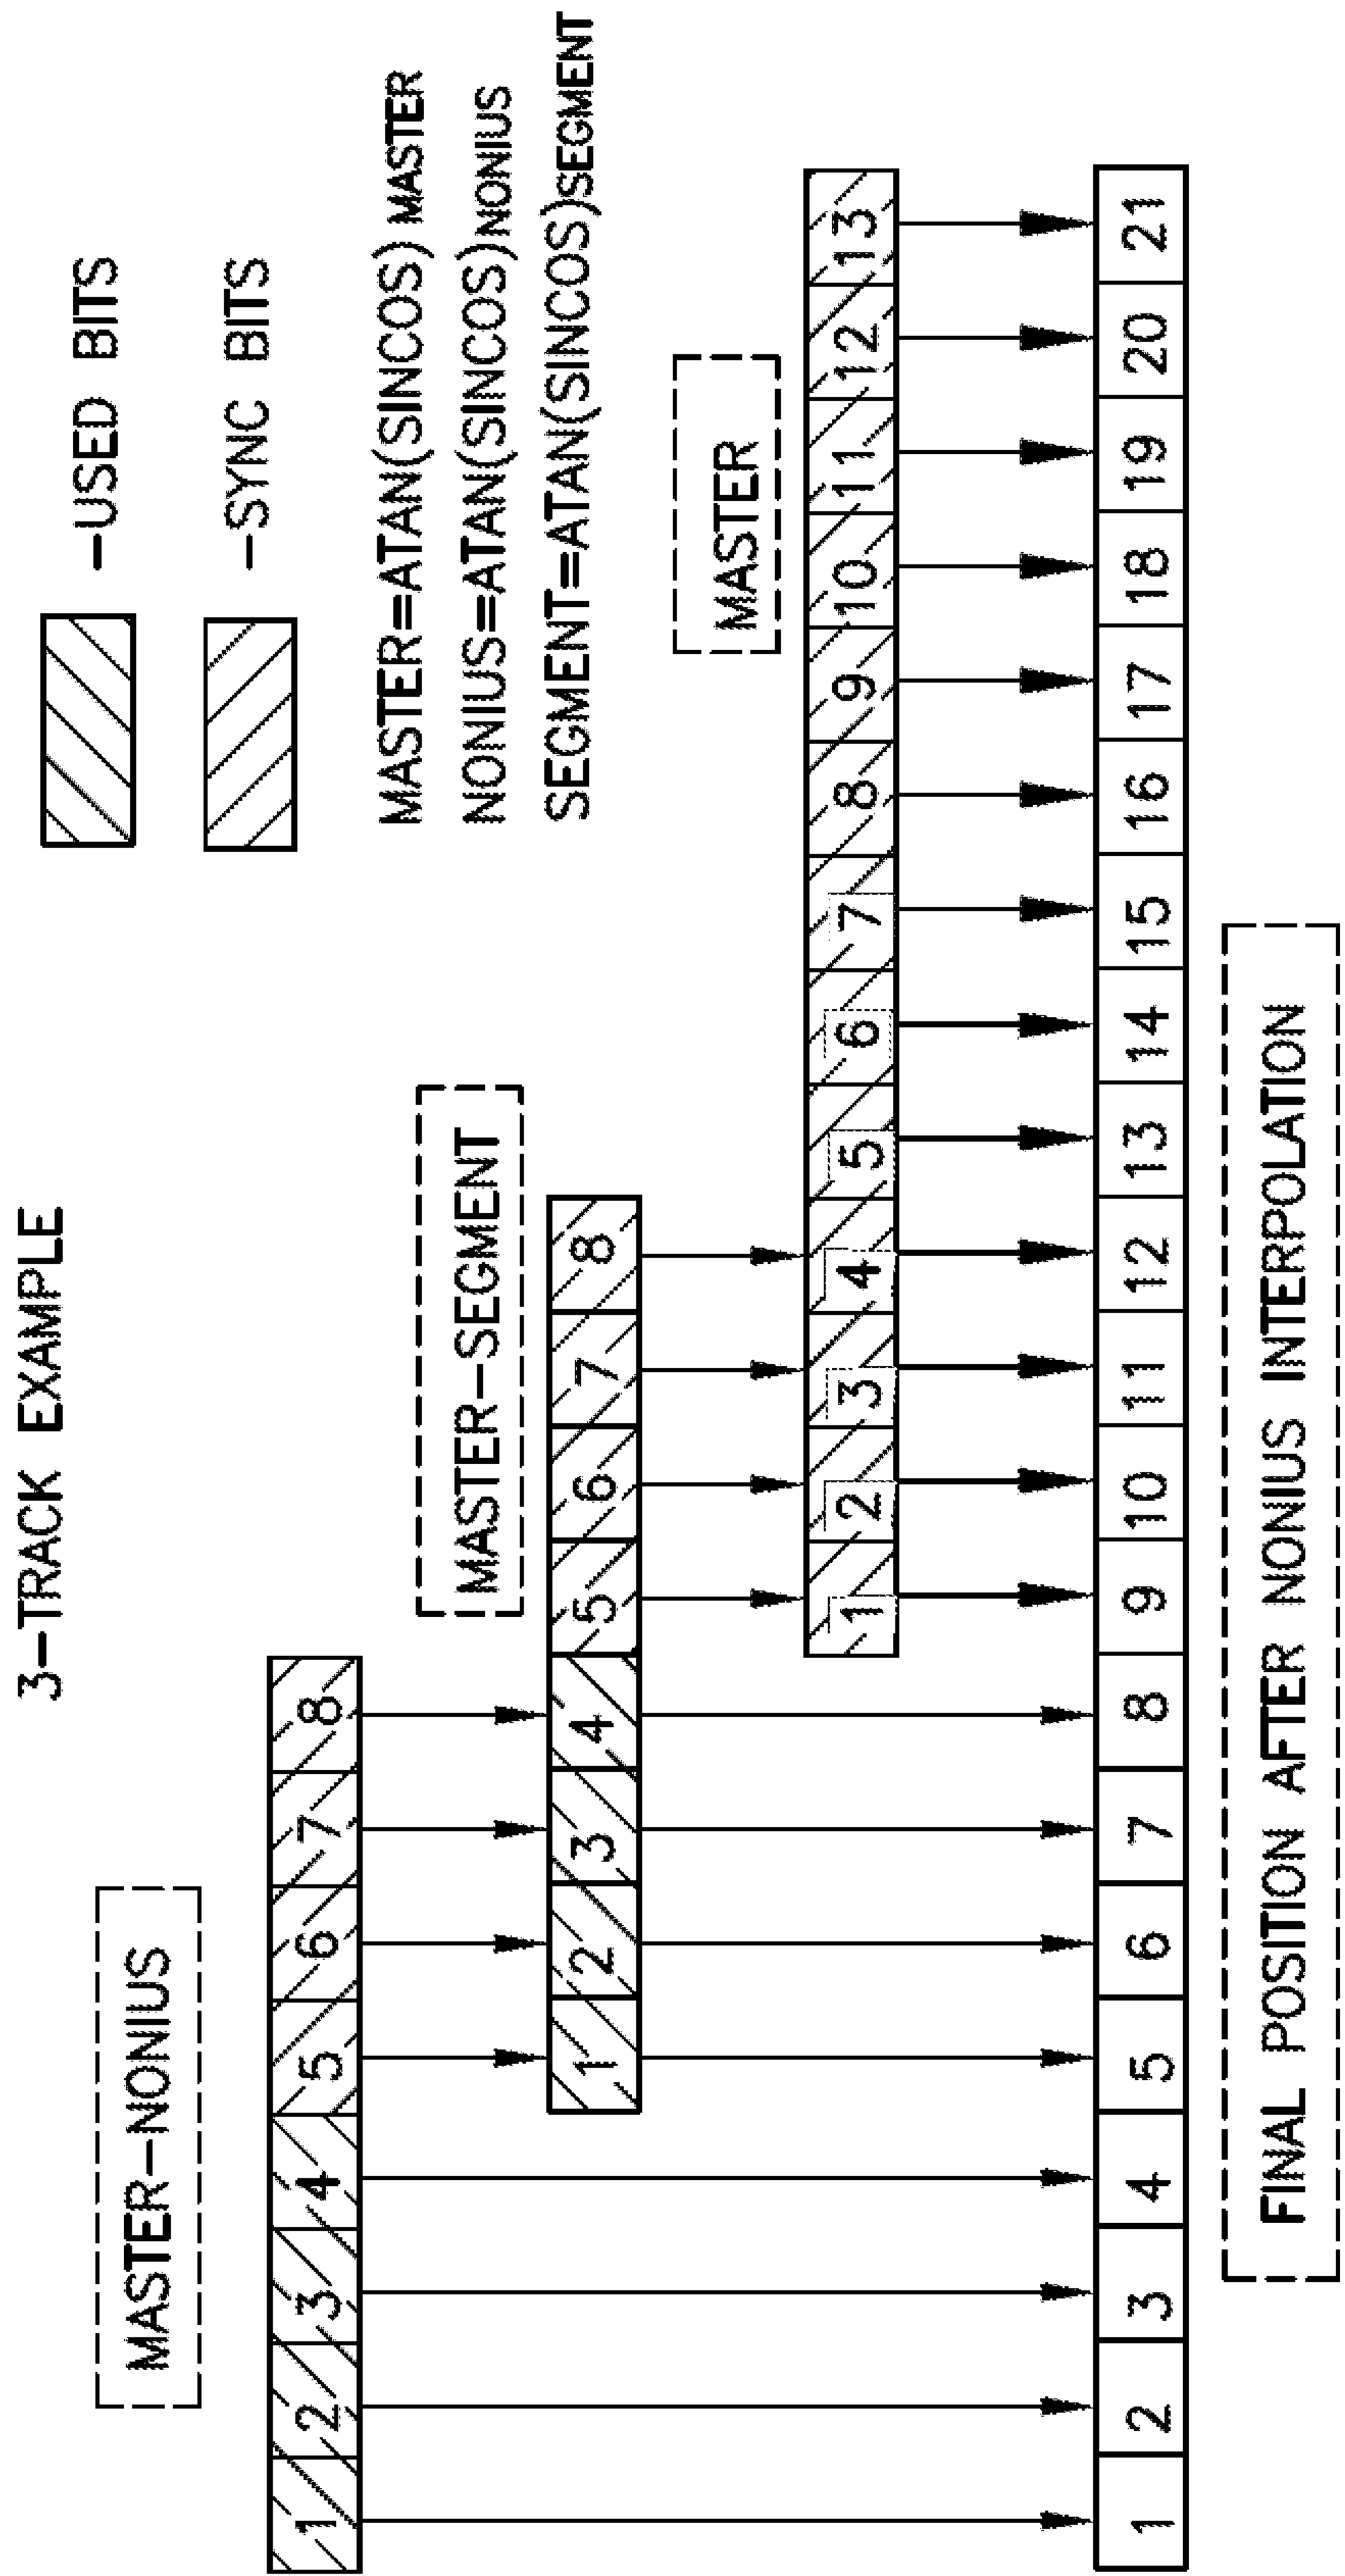 3-TRACK EXAMPLE
-USED BITS
-SYNC BITS
MASTER=ATAN(SINCOS)MASTER
NONIUS=ATAN(SINCOS)NONIUS
SEGMENT=ATAN(SINCOS)SEGMENT
MASTER-NONIUS
1 2 3 4 5 6 7 8
MASTER-SEGMENT
1 2 3 4 5 6 7 8
MASTER
1 2 3 4 5 6 7 8 9 10 11 12 13
1 2 3 4 5 6 7 8 9 10 11 12 13 14 15 16 17 18 19 20 21
FINAL POSITION AFTER NONIUS INTERPOLATION